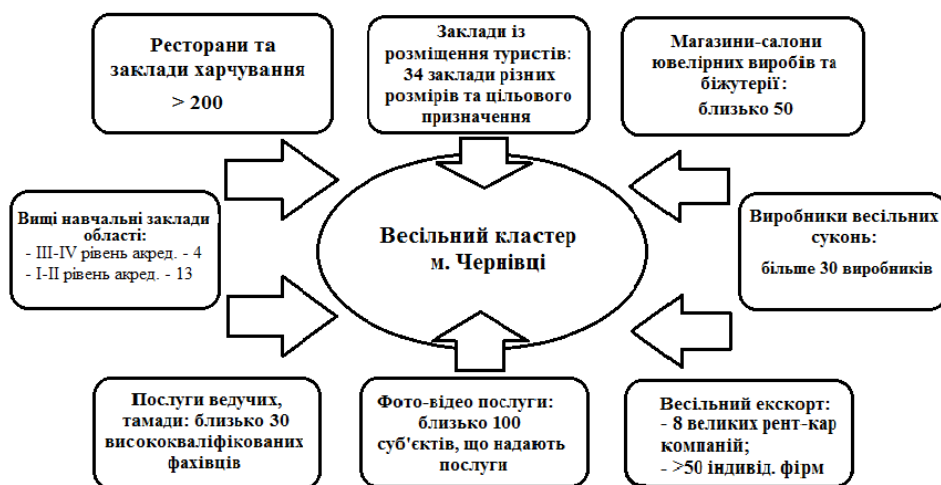 Ресторани та
заклади харчування
> 200
Заклади із
розміщення туристів:
34 заклади різних
розмірів та цільового
призначення
Магазини-салони
ювелірних виробів та
біжутерії:
близько 50
Вищі навчальні заклади
області:
- III-IV рівень акред. - 4
- I-II рівень акред. - 13
Весільний кластер
м. Чернівці
Виробники весільних
суконь:
більше 30 виробників
Послуги ведучих,
тамади: близько 30
висококваліфікованих
фахівців
Фото-відео послуги:
близько 100
суб'єктів, що надають
послуги
Весільний екскорт:
- 8 великих рент-кар
компаній;
- >50 індивід. фірм